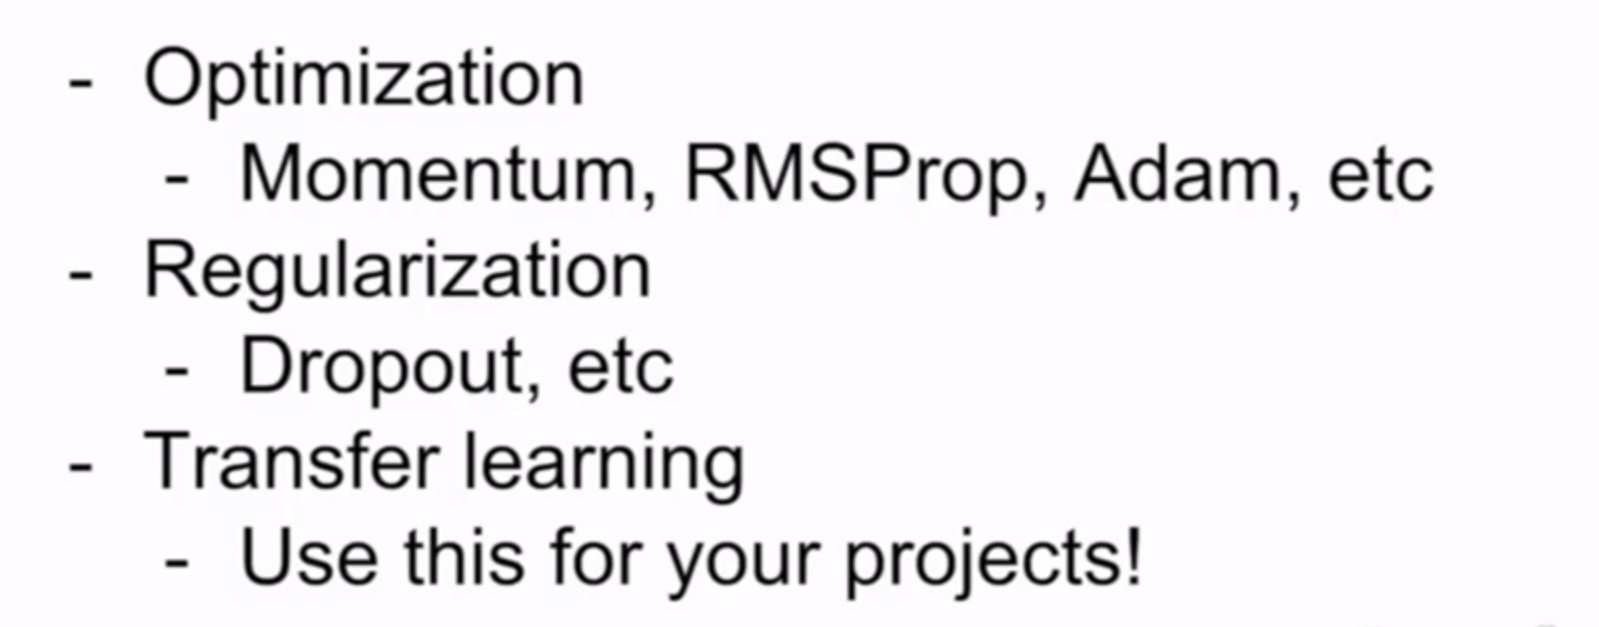 - Optimization
- Momentum, RMSProp, Adam, etc
- Regularization
- Dropout, etc
- Transfer learning
- Use this for your projects!